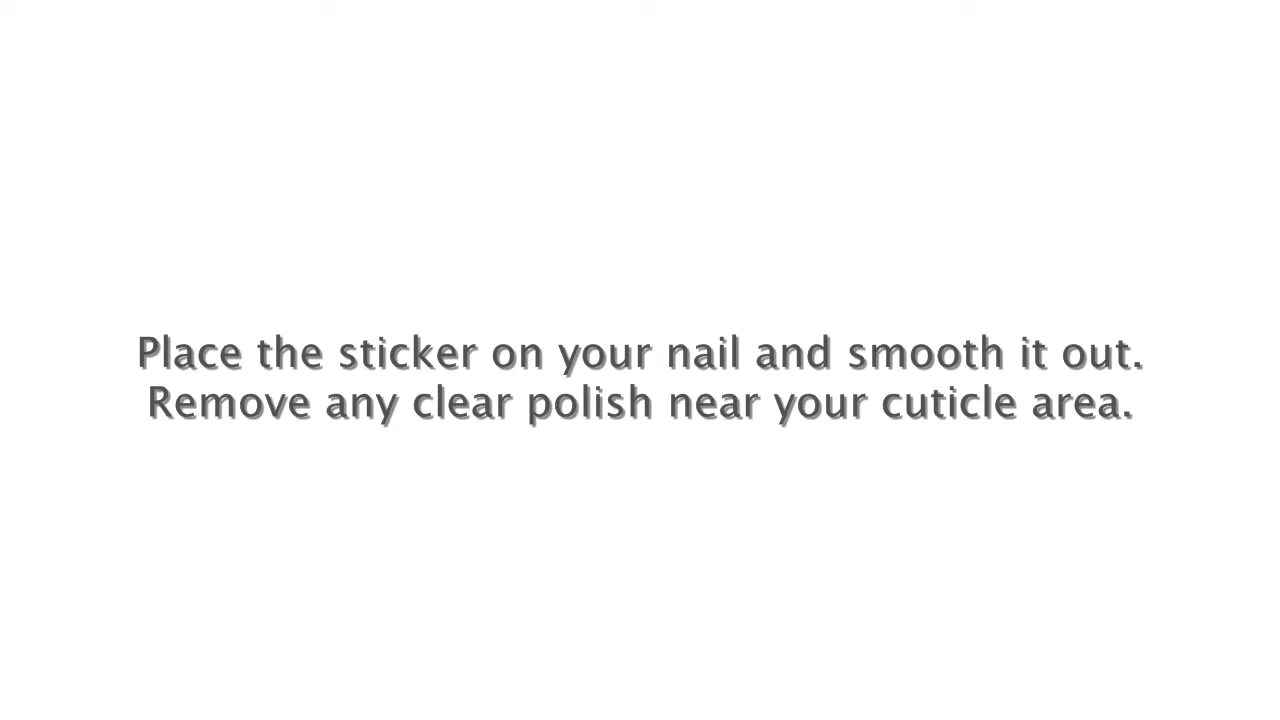 Place the sticker on your nail and smooth it out.
Remove any clear polish near your cuticle area.